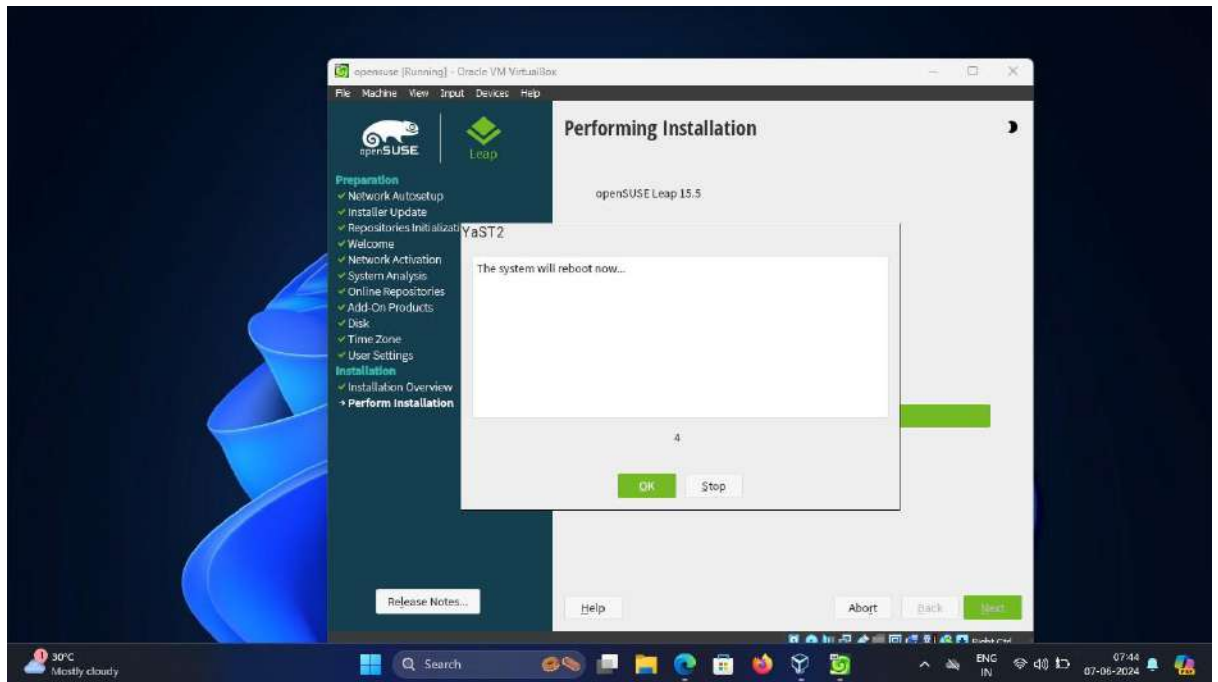 opensuse [Running] - Oracle VM VirtualBox
File Machine View Input Devices Help
openSUSE
Leap
Performing Installation
Preparation
Network Autosetup
Installer Update
Repositories Initializati
Welcome
Network Activation
System Analysis
Online Repositories
Add-On Products
Disk
Time Zone
User Settings
Installation
Installation Overview
Perform Installation
openSUSE Leap 15.5
YaST2
The system will reboot now...
4
OK Stop
Release Notes...
Help Abort Back Next
Right Ctrl
30°C
Mostly cloudy
Search
ENG
IN
07:44
07-06-2024